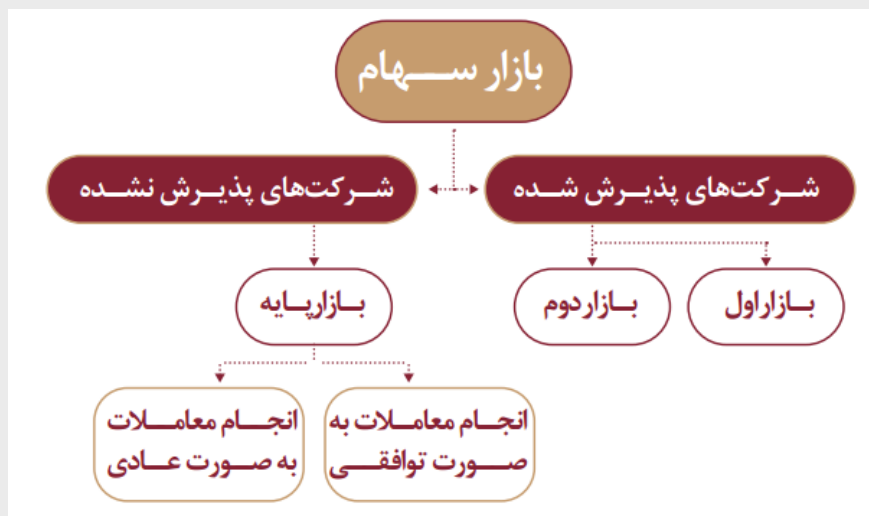 بازار سهام
شرکت‌های پذیرش شده
شرکت‌های پذیرش نشده
بازار اول
بازار دوم
بازار پایه
انجام معاملات به
صورت توافقی
انجام معاملات
به صورت عادی